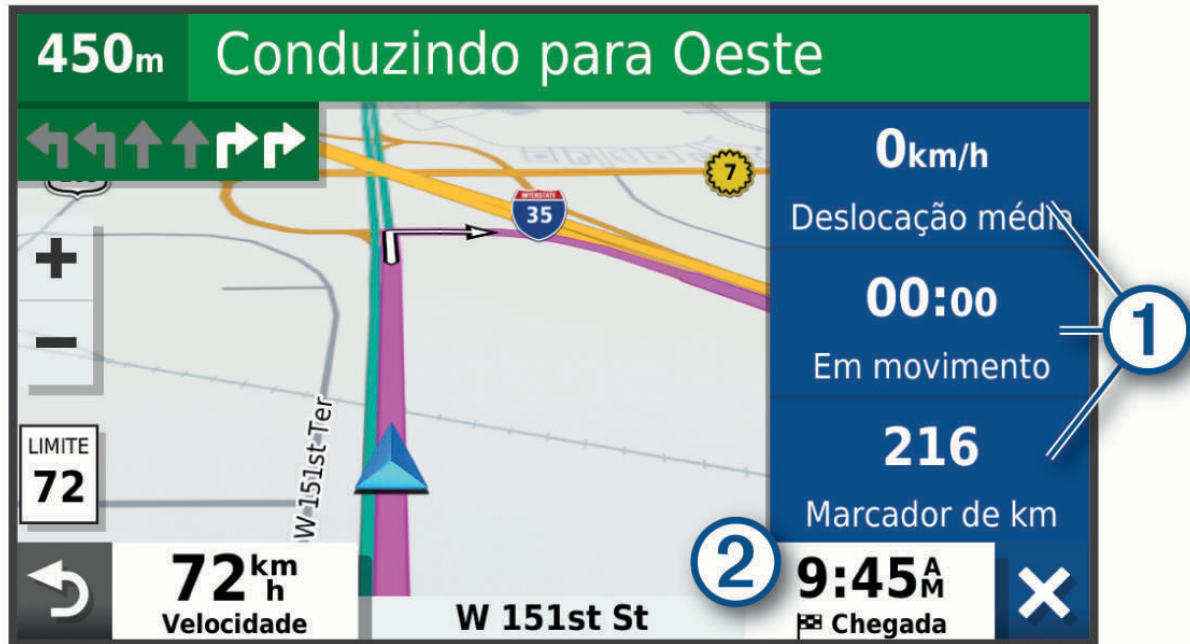 450m
Conduzindo para Oeste
7
INTERSTATE
35
0km/h
Deslocação média
00:00
Em movimento
216
Marcador de km
1
+
−
W 151st Ter
LIMITE
72
72 km h
Velocidade
W 151st St
2
9:45 AM
Chegada